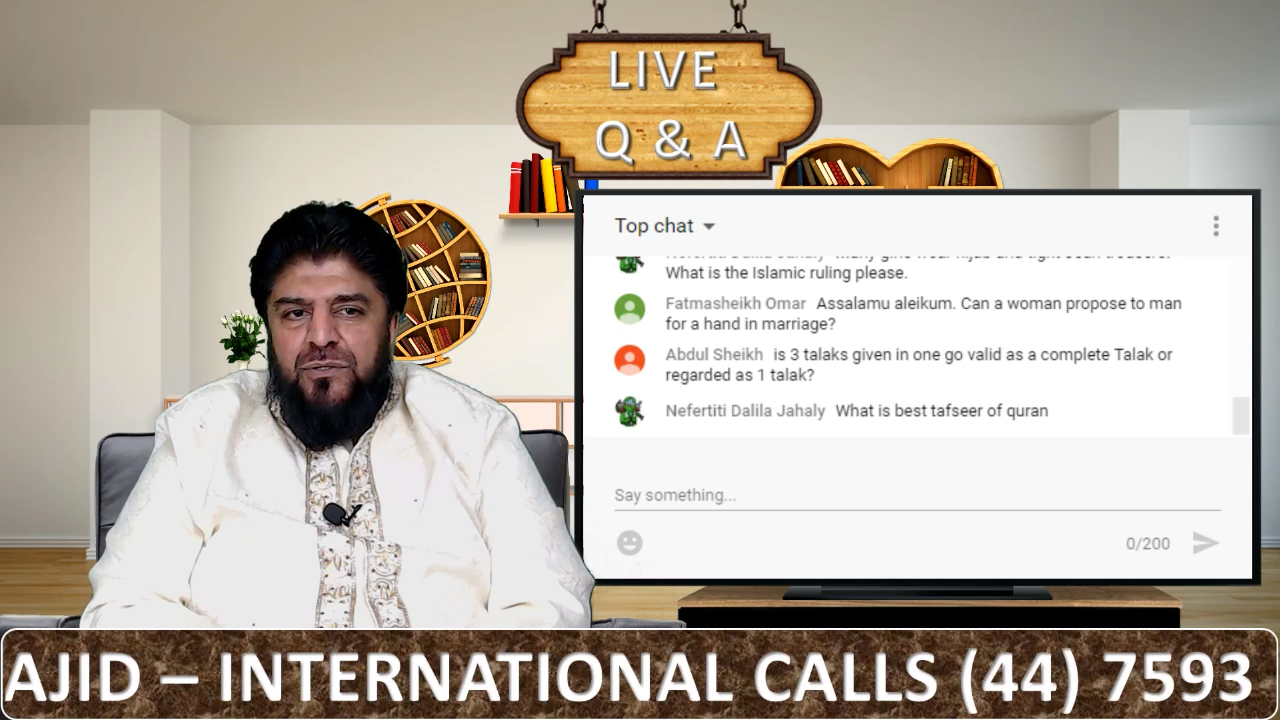 LIVE
Q & A
Top chat
What is the Islamic ruling please.
Fatmasheikh Omar Assalamu aleikum. Can a woman propose to man
for a hand in marriage?
Abdul Sheikh is 3 talaks given in one go valid as a complete Talak or
regarded as 1 talak?
Nefertiti Dalila Jahaly What is best tafseer of quran
Say something...
0/200
AJID – INTERNATIONAL CALLS (44) 7593